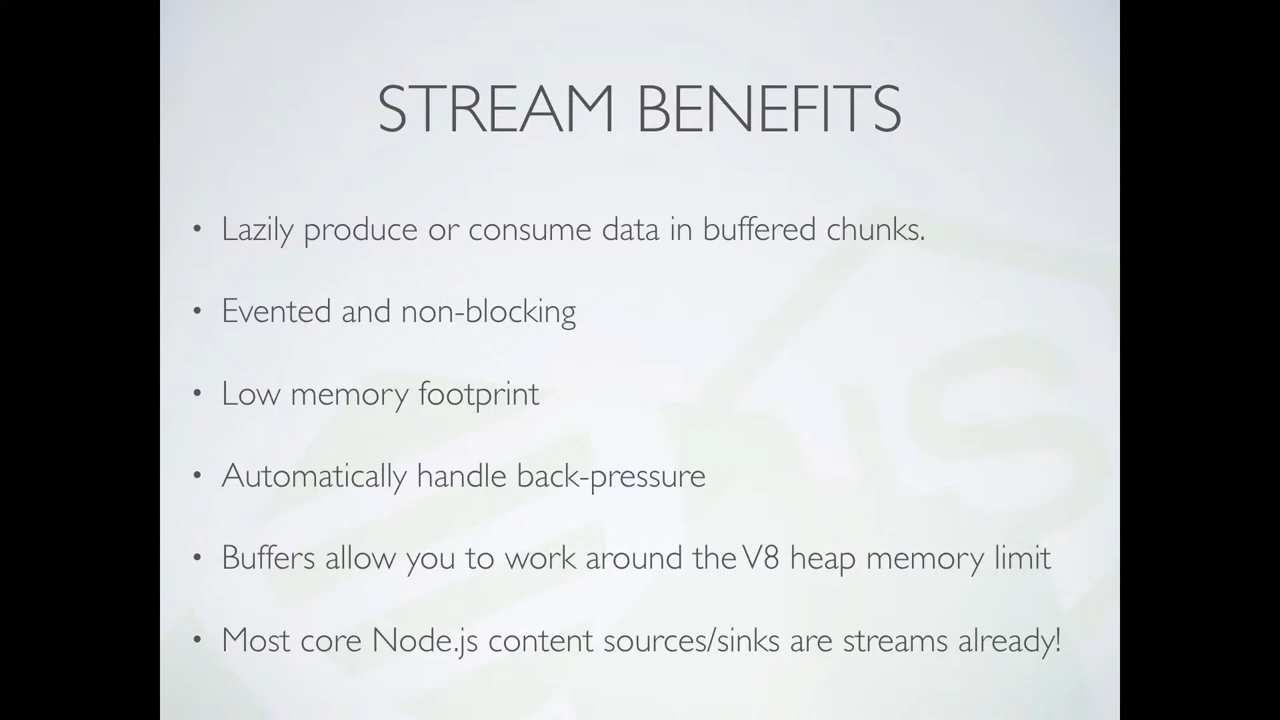 STREAM BENEFITS
• Lazily produce or consume data in buffered chunks.
• Evented and non-blocking
• Low memory footprint
• Automatically handle back-pressure
• Buffers allow you to work around the V8 heap memory limit
• Most core Node.js content sources/sinks are streams already!
JS